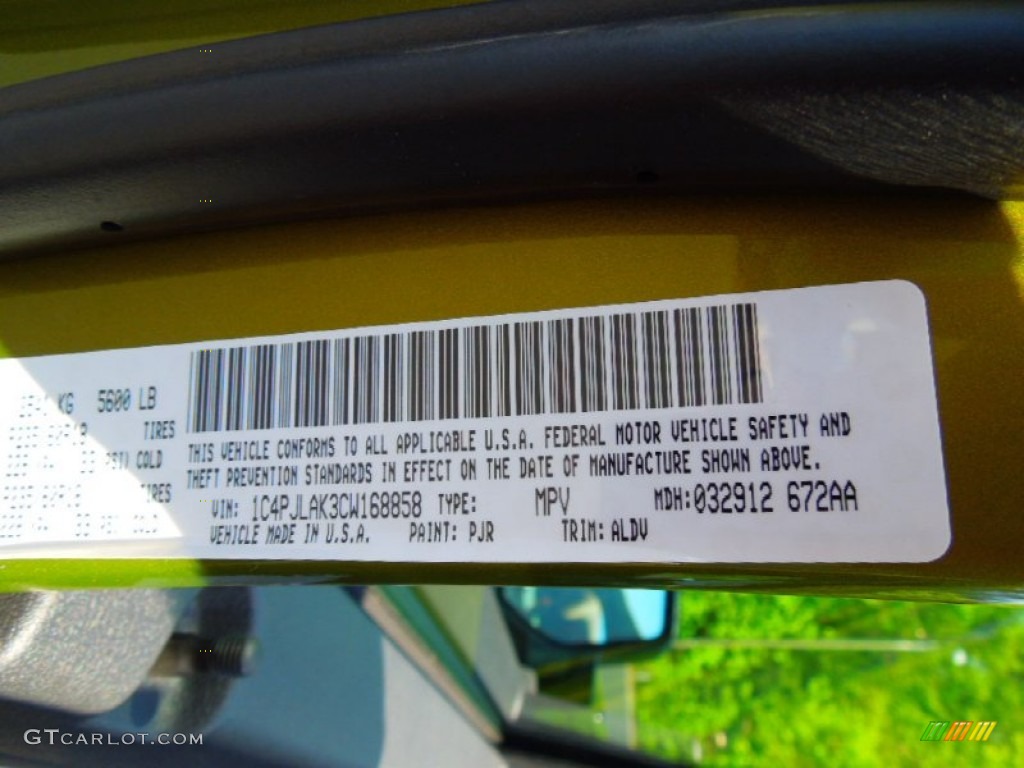 KG 5600 LB
TIRES
COLD
THIS VEHICLE CONFORMS TO ALL APPLICABLE U.S.A. FEDERAL MOTOR VEHICLE SAFETY AND
THEFT PREVENTION STANDARDS IN EFFECT ON THE DATE OF MANUFACTURE SHOWN ABOVE.
VIN: 1C4PJLAK3CW168858 TYPE: MPV MDH: 032912 672AA
VEHICLE MADE IN U.S.A. PAINT: PJR TRIM: ALDV
GTCARLOT.COM